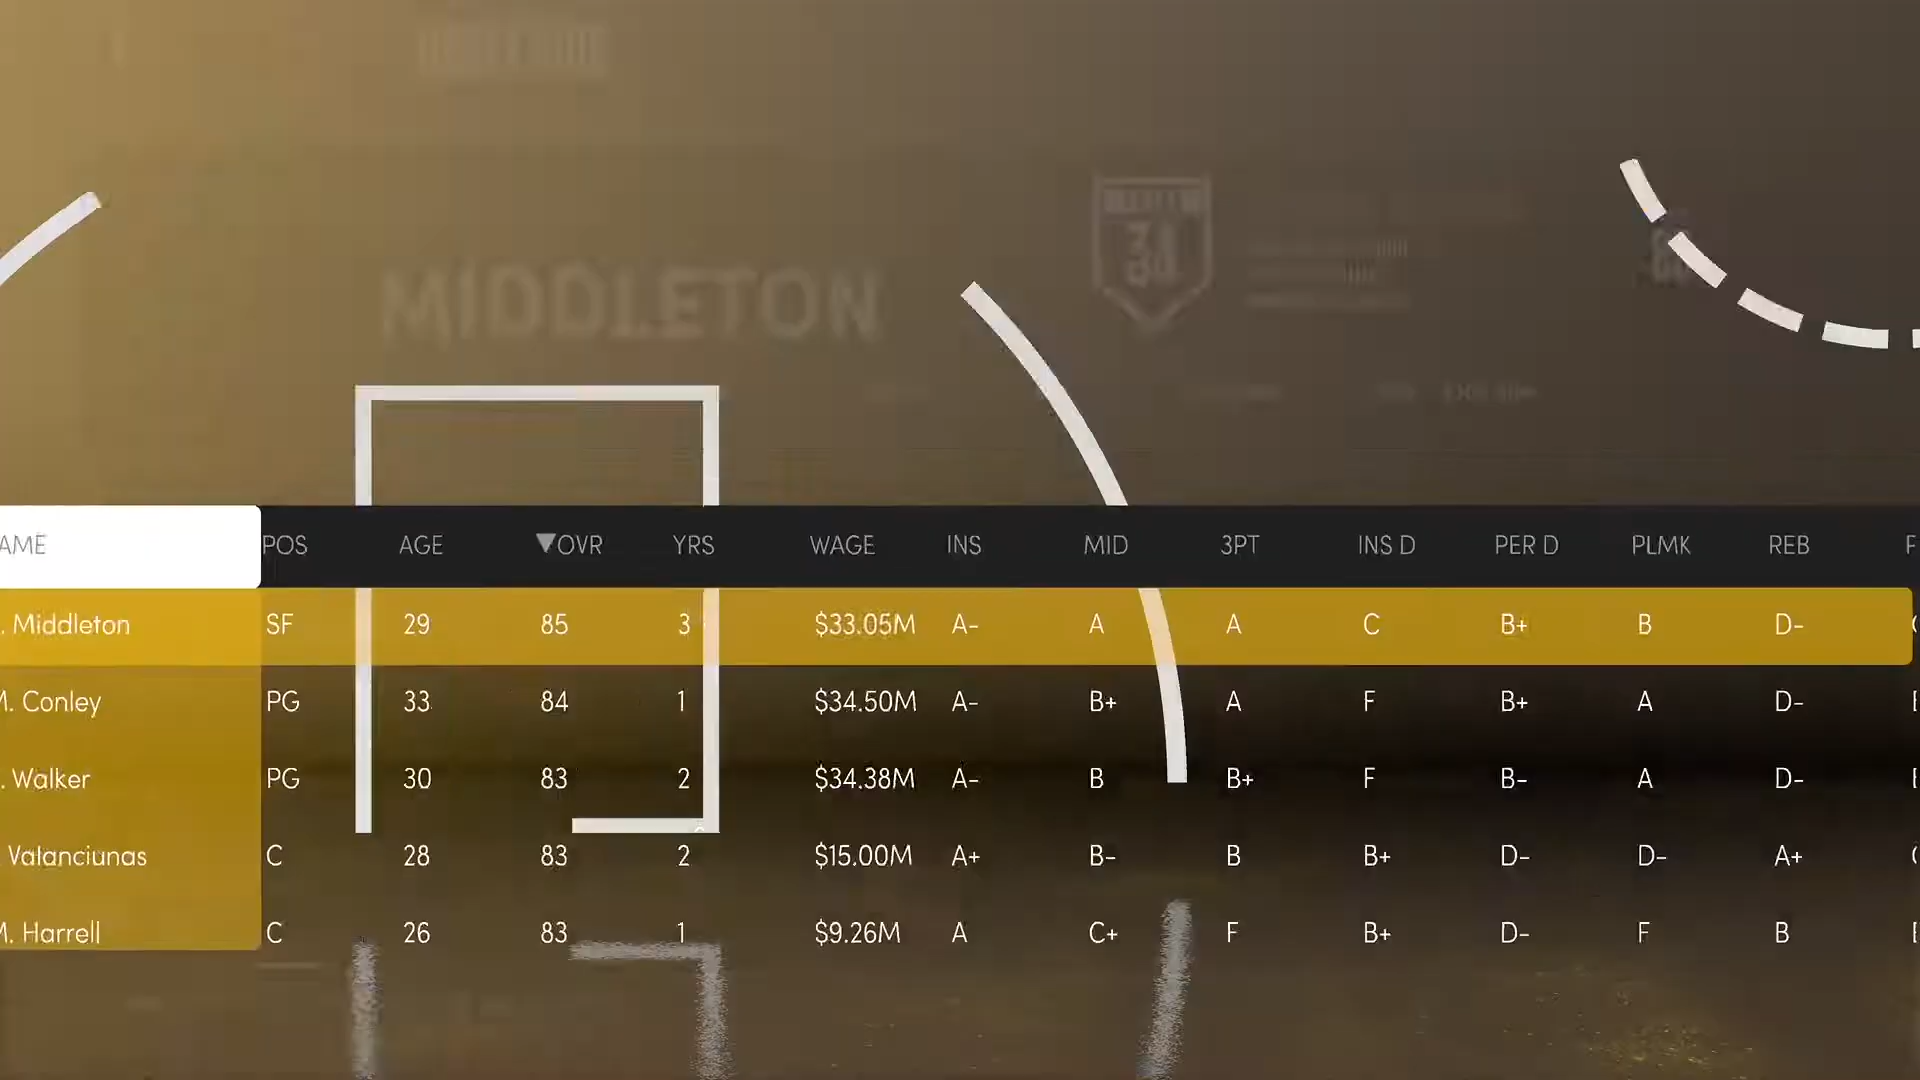 MIDDLETON
AME POS AGE ▼OVR YRS WAGE INS MID 3PT INS D PER D PLMK REB
. Middleton SF 29 85 3 $33.05M A- A A C B+ B D-
M. Conley PG 33 84 1 $34.50M A- B+ A F B+ A D-
. Walker PG 30 83 2 $34.38M A- B B+ F B- A D-
Valanciunas C 28 83 2 $15.00M A+ B- B B+ D- D- A+
M. Harrell C 26 83 1 $9.26M A C+ F B+ D- F B